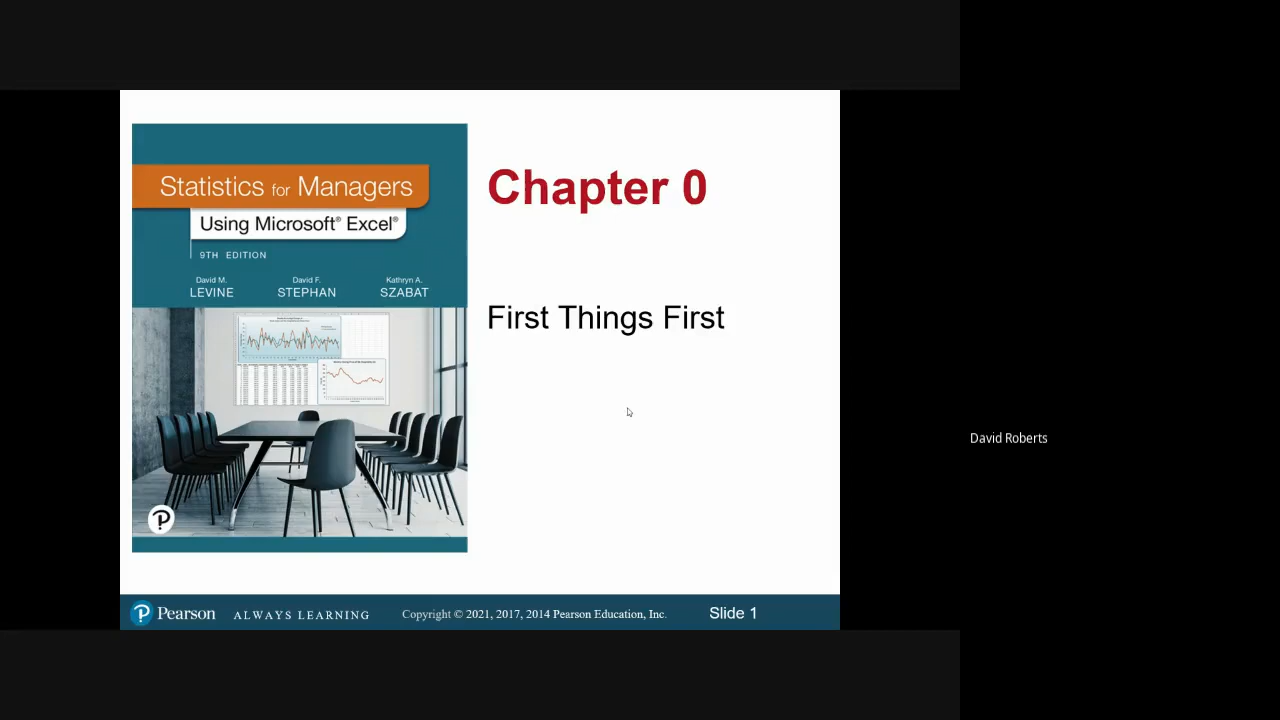 Statistics for Managers
Using Microsoft® Excel®
9TH EDITION
David M.
LEVINE
David F.
STEPHAN
Kathryn A.
SZABAT
Chapter 0
First Things First
Pearson
ALWAYS LEARNING
Copyright © 2021, 2017, 2014 Pearson Education, Inc.
Slide 1
David Roberts